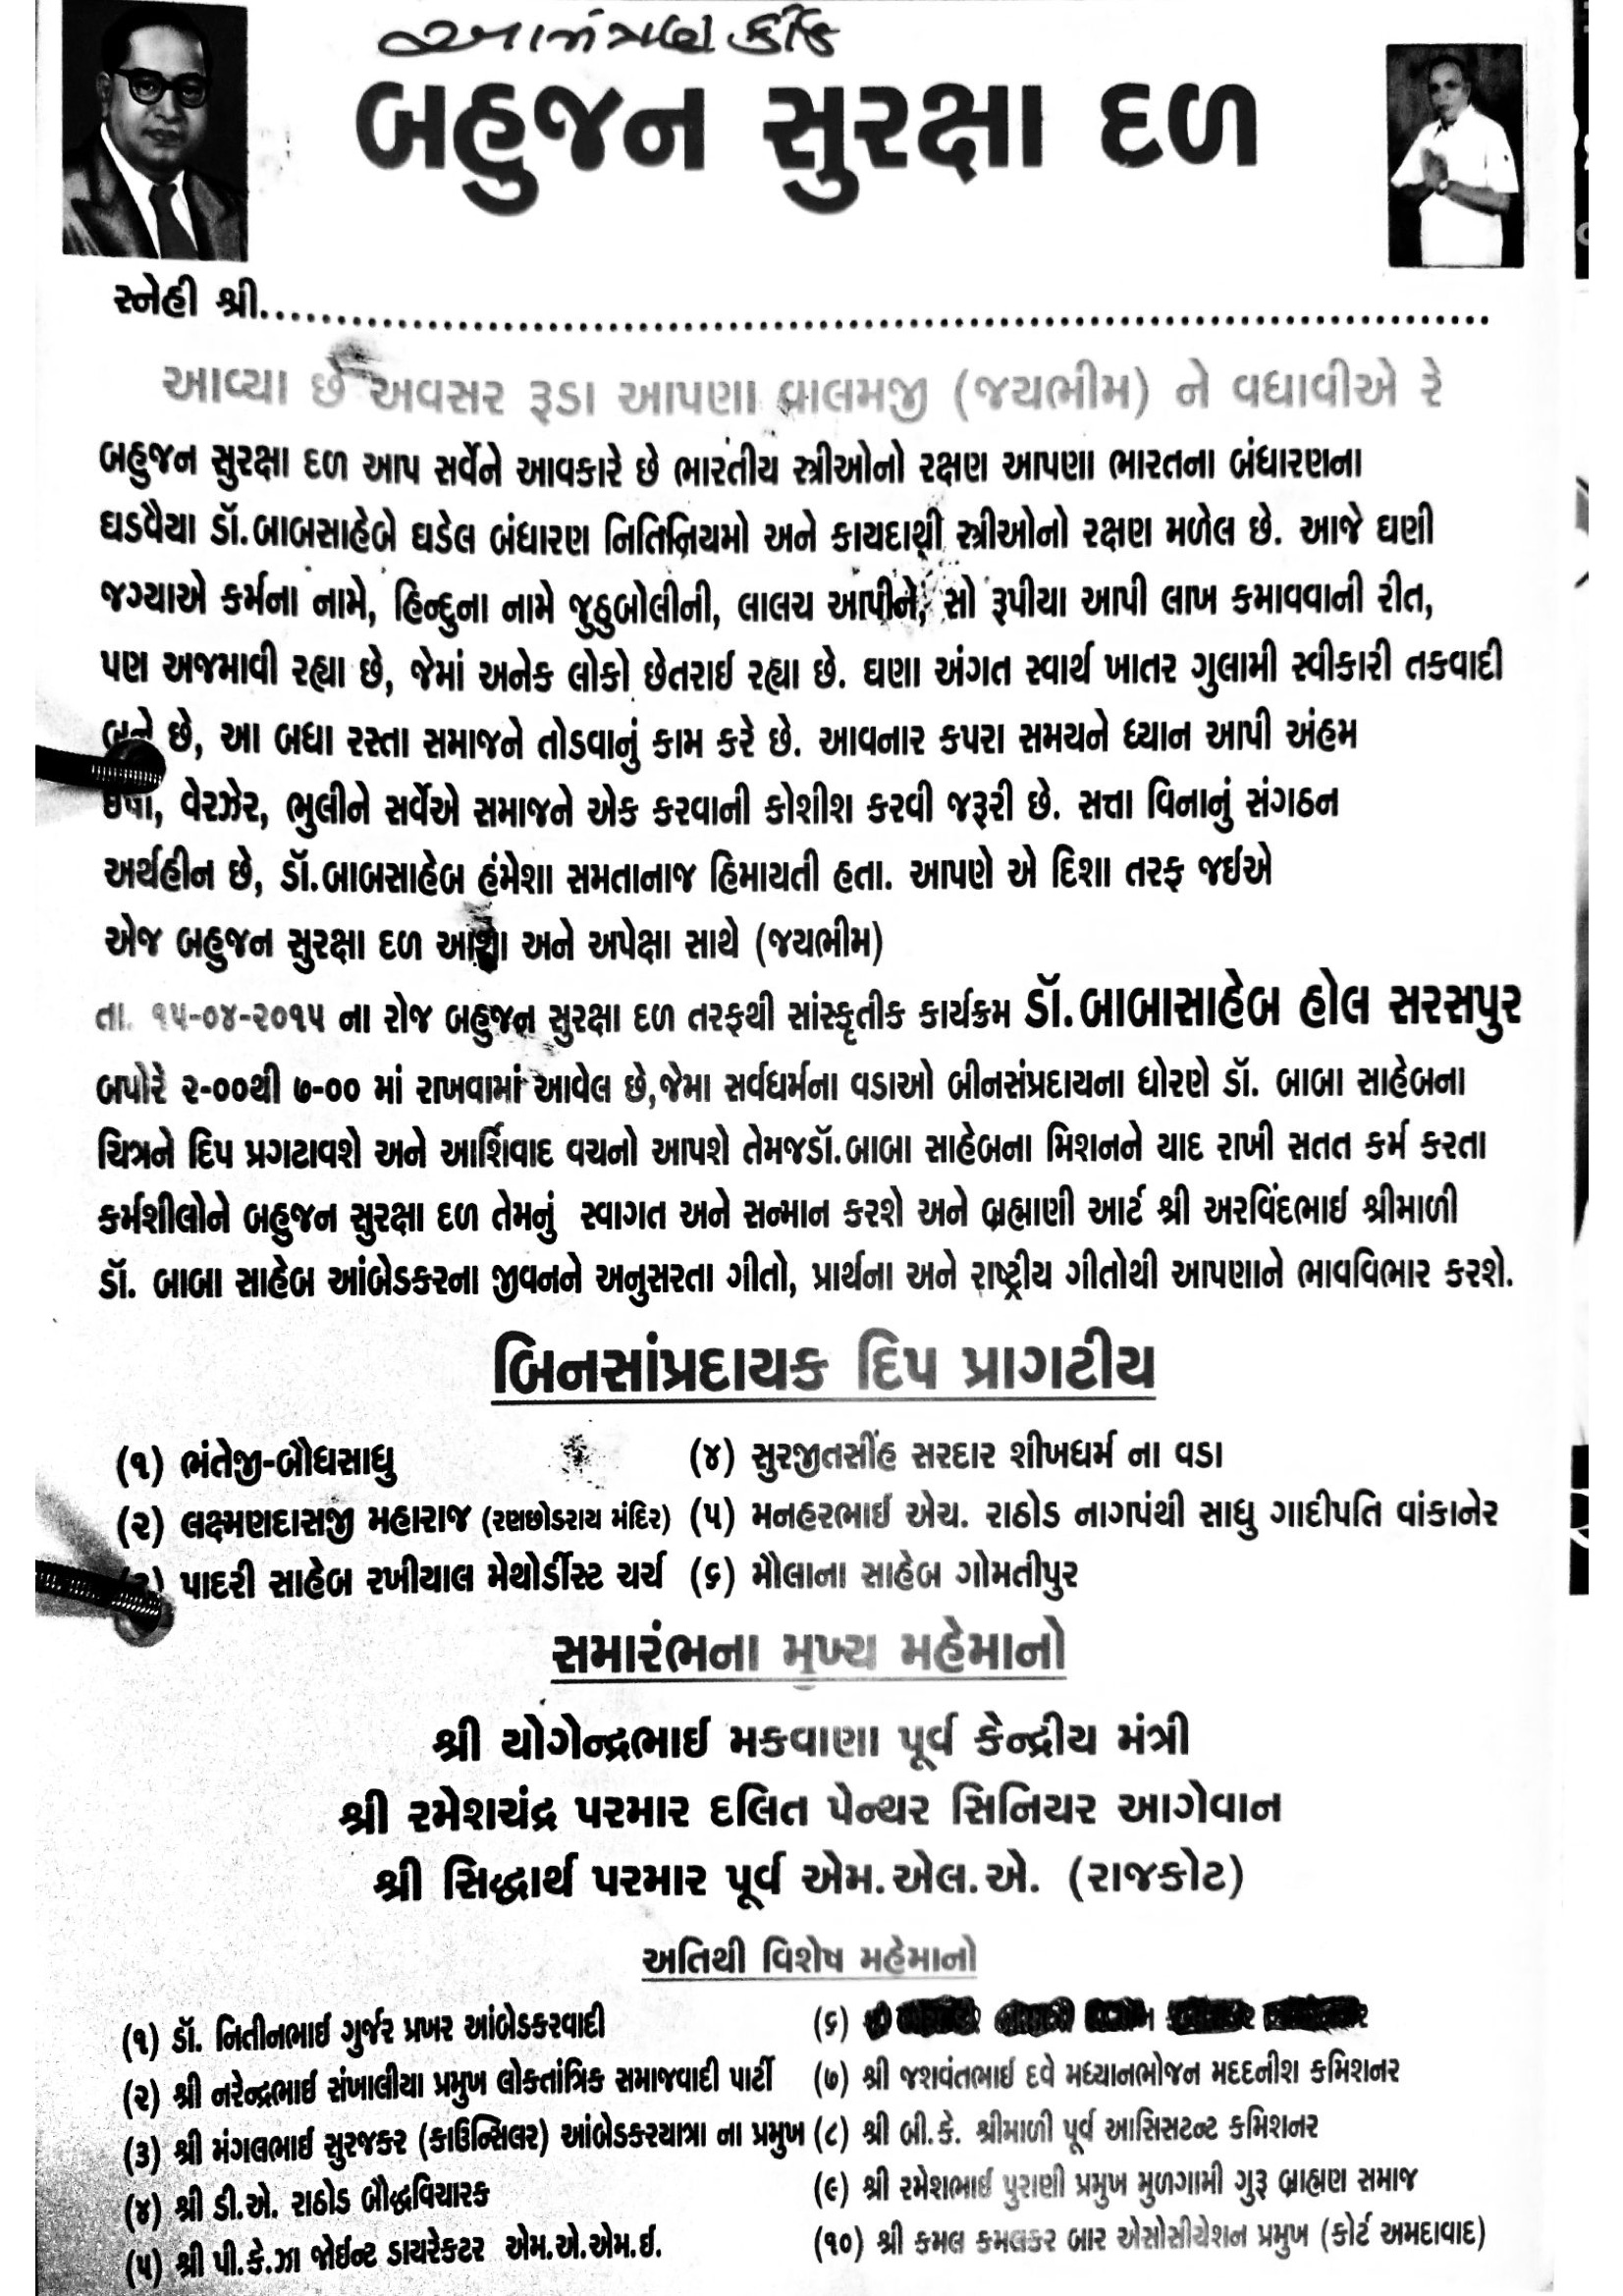 આમંત્રણ કાર્ડ
બહુજન સુરક્ષા દળ
સ્નેહી શ્રી.......................................................................................
આવ્યા છે અવસર રૂડા આપણા વાલમજી (જયભીમ) ને વધાવીએ રે
બહુજન સુરક્ષા દળ આપ સર્વેને આવકારે છે ભારતીય સ્ત્રીઓનો રક્ષણ આપણા ભારતના બંધારણના
ઘડવૈયા ડૉ.બાબસાહેબે ઘડેલ બંધારણ નિતિનિયમો અને કાયદાથી સ્ત્રીઓનો રક્ષણ મળેલ છે. આજે ઘણી
જગ્યાએ કર્મના નામે, હિન્દુના નામે જુઠુબોલીની, લાલચ આપીને, સો રૂપીયા આપી લાખ કમાવવાની રીત,
પણ અજમાવી રહ્યા છે, જેમાં અનેક લોકો છેતરાઈ રહ્યા છે. ઘણા અંગત સ્વાર્થ ખાતર ગુલામી સ્વીકારી તકવાદી
બને છે, આ બધા રસ્તા સમાજને તોડવાનું કામ કરે છે. આવનાર કપરા સમયને ધ્યાન આપી અંહમ
વેરઝેર, ભુલીને સર્વેએ સમાજને એક કરવાની કોશીશ કરવી જરૂરી છે. સત્તા વિનાનું સંગઠન
અર્થહીન છે, ડૉ.બાબસાહેબ હંમેશા સમતાનાજ હિમાયતી હતા. આપણે એ દિશા તરફ જઈએ
એજ બહુજન સુરક્ષા દળ આશા અને અપેક્ષા સાથે (જયભીમ)
તા. ૧૫-૦૪-૨૦૧૫ ના રોજ બહુજન સુરક્ષા દળ તરફથી સાંસ્કૃતીક કાર્યક્રમ ડૉ.બાબાસાહેબ હોલ સરસપુર
બપોરે ૨-૦૦થી ૭-૦૦ માં રાખવામાં આવેલ છે,જેમા સર્વધર્મના વડાઓ બીનસંપ્રદાયના ધોરણે ડૉ. બાબા સાહેબના
ચિત્રને દિપ પ્રગટાવશે અને આર્શિવાદ વચનો આપશે તેમજડૉ.બાબા સાહેબના મિશનને યાદ રાખી સતત કર્મ કરતા
કર્મશીલોને બહુજન સુરક્ષા દળ તેમનું સ્વાગત અને સન્માન કરશે અને બ્રહ્માણી આર્ટ શ્રી અરવિંદભાઈ શ્રીમાળી
ડૉ. બાબા સાહેબ આંબેડકરના જીવનને અનુસરતા ગીતો, પ્રાર્થના અને રાષ્ટ્રીય ગીતોથી આપણાને ભાવવિભાર કરશે.
બિનસાંપ્રદાયક દિપ પ્રાગટીય
(૧) ભંતેજી-બૌધસાધુ
(૨) લક્ષ્મણદાસજી મહારાજ (રણછોડરાય મંદિર)
પાદરી સાહેબ રખીયાલ મેથોર્ડીસ્ટ ચર્ચ
(૪) સુરજીતસીંહ સરદાર શીખધર્મ ના વડા
(૫) મનહરભાઈ એચ. રાઠોડ નાગપંથી સાધુ ગાદીપતિ વાંકાનેર
(૬) મૌલાના સાહેબ ગોમતીપુર
સમારંભના મુખ્ય મહેમાનો
શ્રી યોગેન્દ્રભાઈ મકવાણા પૂર્વ કેન્દ્રીય મંત્રી
શ્રી રમેશચંદ્ર પરમાર દલિત પેન્થર સિનિયર આગેવાન
શ્રી સિદ્ધાર્થ પરમાર પૂર્વ એમ.એલ.એ. (રાજકોટ)
અતિથી વિશેષ મહેમાનો
(૧) ડૉ. નિતીનભાઈ ગુર્જર પ્રખર આંબેડકરવાદી
(૨) શ્રી નરેન્દ્રભાઈ સંખાલીયા પ્રમુખ લોકતાંત્રિક સમાજવાદી પાર્ટી
(૩) શ્રી મંગલભાઈ સુરજકર (કાઉન્સિલર) આંબેડકરયાત્રા ના પ્રમુખ
(૪) શ્રી ડી.એ. રાઠોડ બૌદ્ધવિચારક
(૫) શ્રી પી.કે.ઝા જોઈન્ટ ડાયરેકટર એમ.એ.એમ.ઈ.
(૬)
(૭) શ્રી જશવંતભાઈ દવે મધ્યાનભોજન મદદનીશ કમિશનર
(૮) શ્રી બી.કે. શ્રીમાળી પૂર્વ આસિસટન્ટ કમિશનર
(૯) શ્રી રમેશભાઈ પુરાણી પ્રમુખ મુળગામી ગુરૂ બ્રાહ્મણ સમાજ
(૧૦) શ્રી કમલ કમલકર બાર એસોસીયેશન પ્રમુખ (કોર્ટ અમદાવાદ)